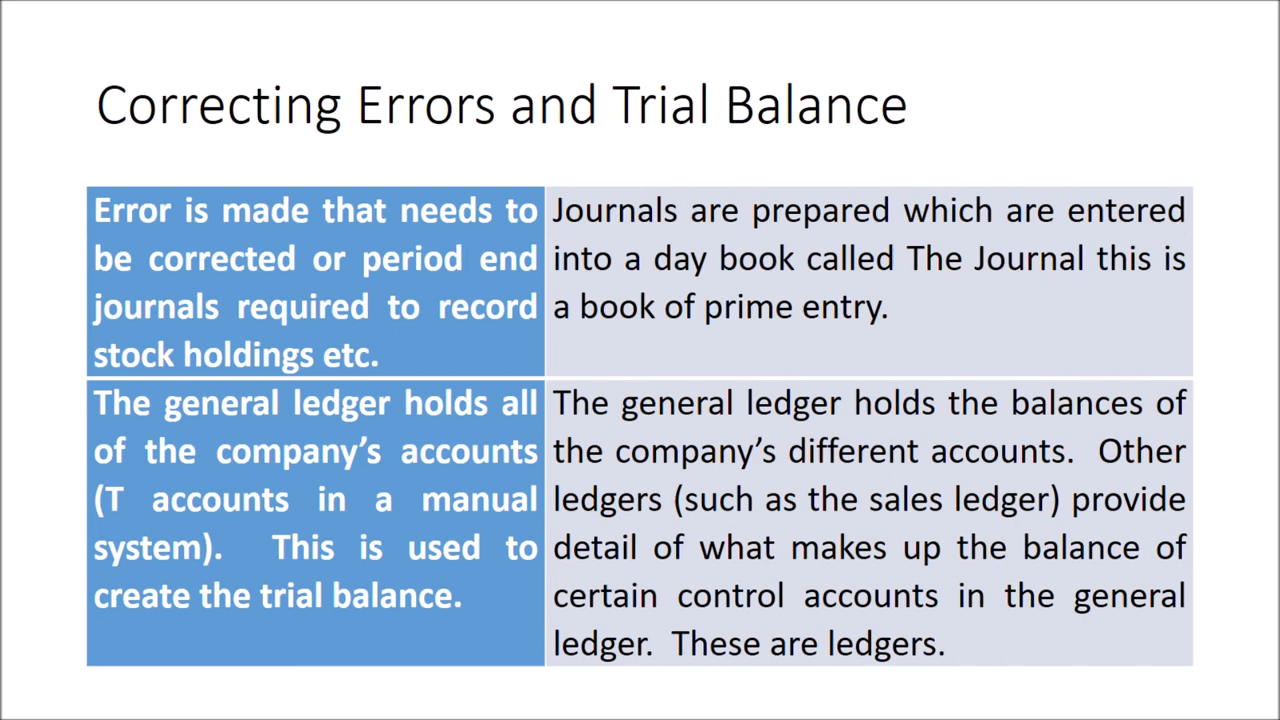 Correcting Errors and Trial Balance
Error is made that needs to
be corrected or period end
journals required to record
stock holdings etc.
Journals are prepared which are entered
into a day book called The Journal this is
a book of prime entry.
The general ledger holds all
of the company’s accounts
(T accounts in a manual
system).  This is used to
create the trial balance.
The general ledger holds the balances of
the company’s different accounts.  Other
ledgers (such as the sales ledger) provide
detail of what makes up the balance of
certain control accounts in the general
ledger.  These are ledgers.